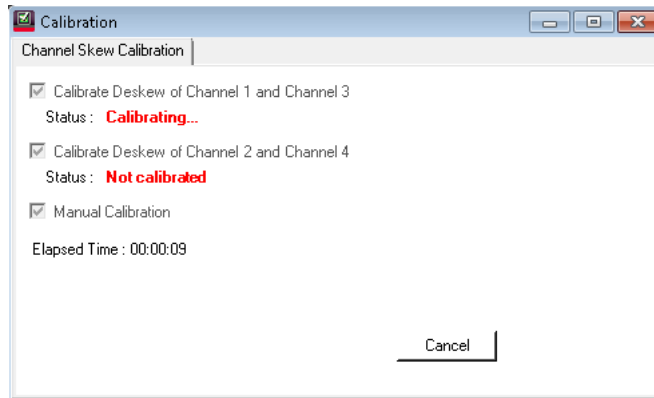 Calibration
Channel Skew Calibration
Calibrate Deskew of Channel 1 and Channel 3
Status : Calibrating...
Calibrate Deskew of Channel 2 and Channel 4
Status : Not calibrated
Manual Calibration
Elapsed Time : 00:00:09
Cancel